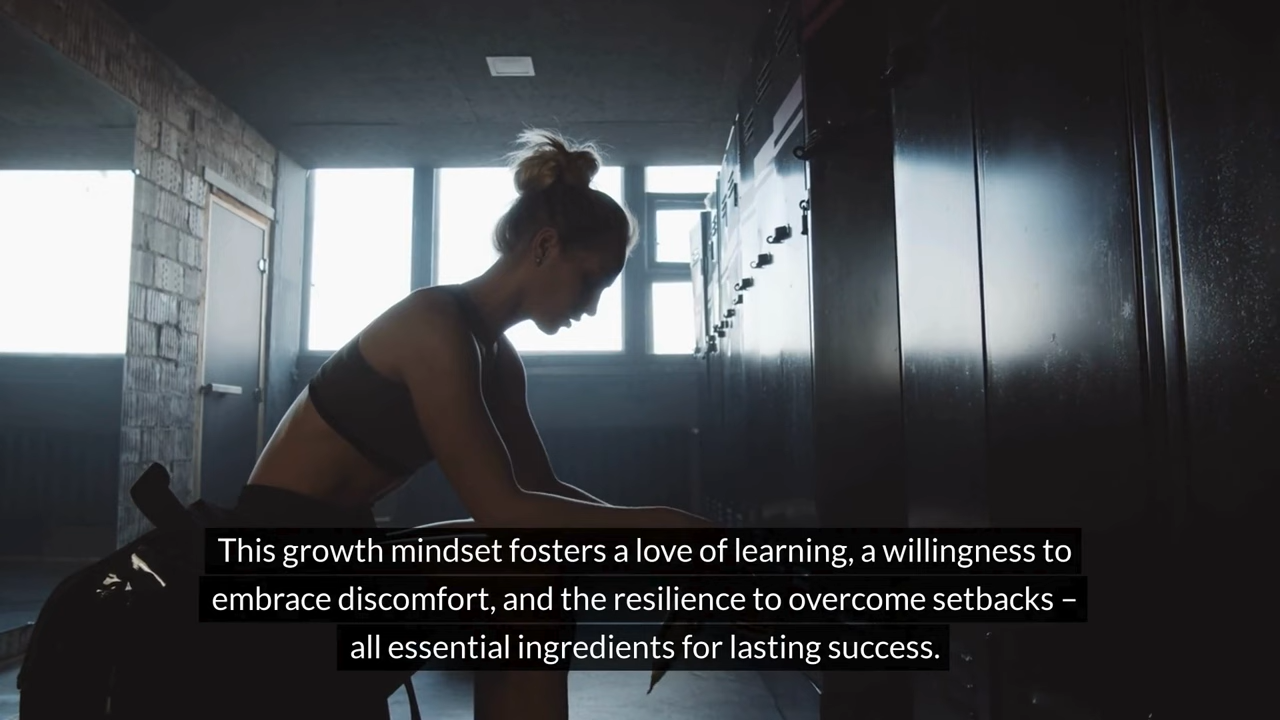 This growth mindset fosters a love of learning, a willingness to
embrace discomfort, and the resilience to overcome setbacks –
all essential ingredients for lasting success.